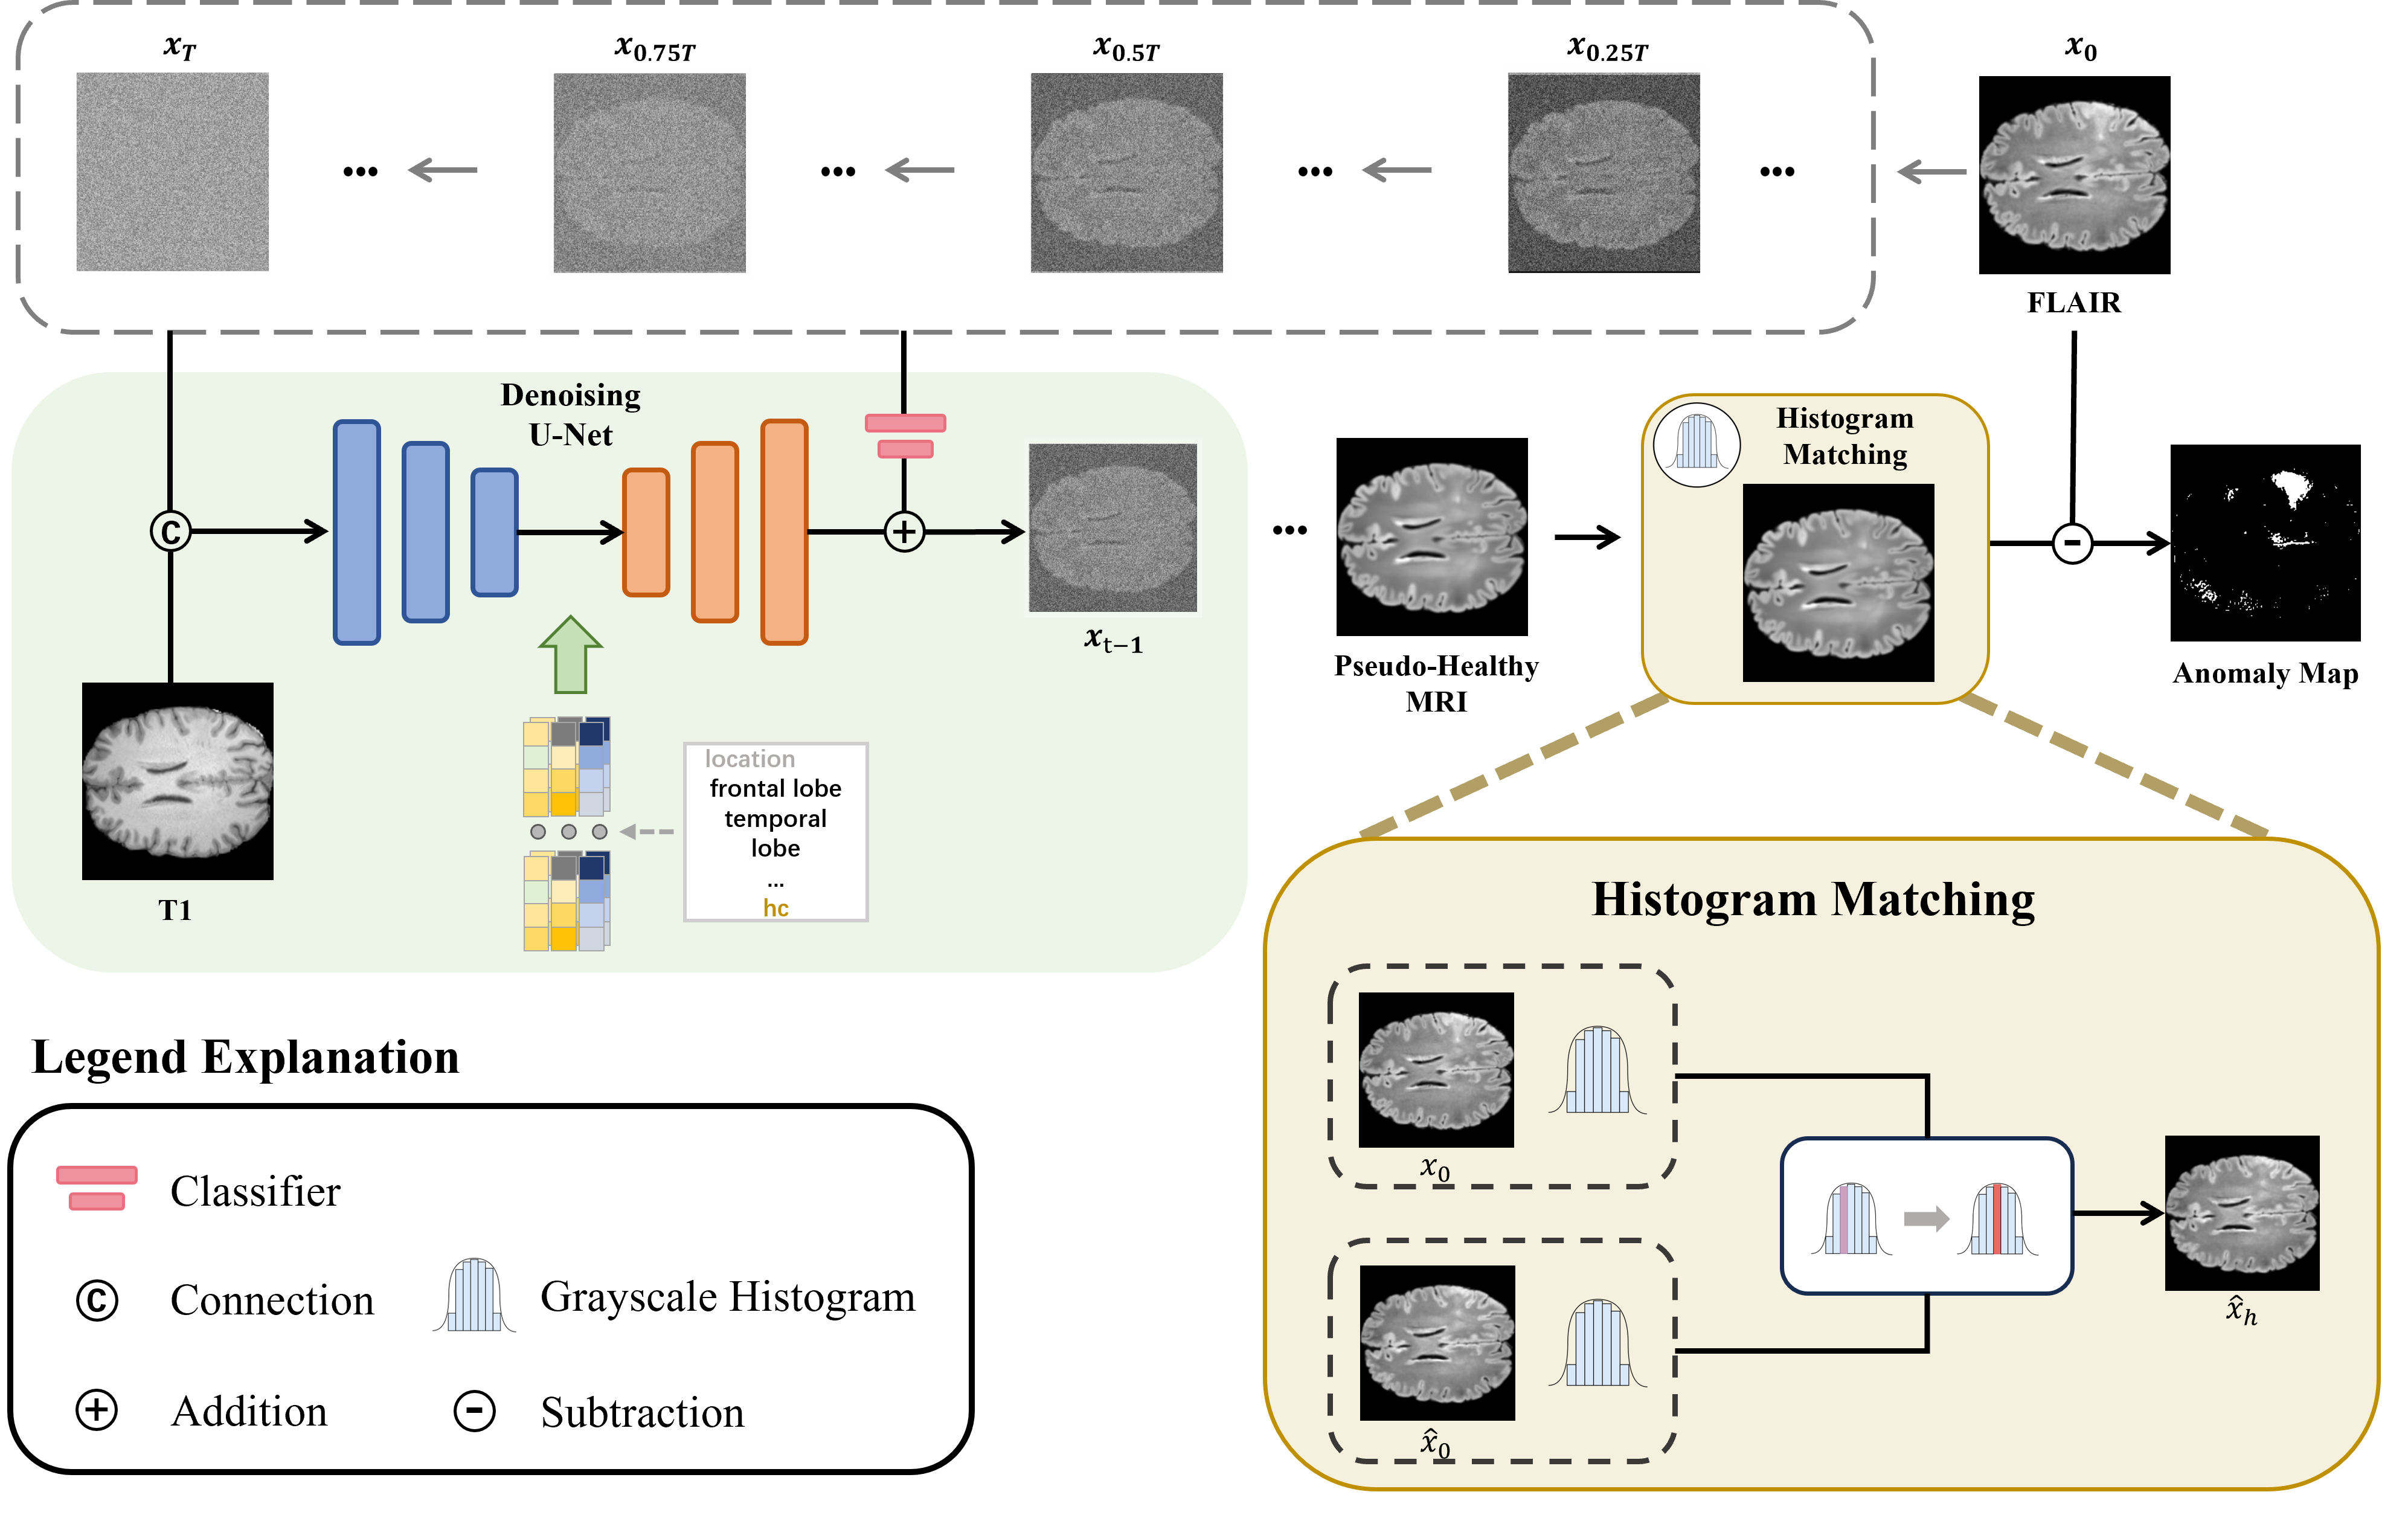 x_T
x_{0.75T}
x_{0.5T}
x_{0.25T}
x_0
FLAIR
Denoising
U-Net
Histogram
Matching
C
+
-
x_{t−1}
Pseudo-Healthy
MRI
Anomaly Map
T1
location
frontal lobe
temporal
lobe
...
hc
Histogram Matching
x_0
x̂_0
x̂_h
Legend Explanation
Classifier
C Connection
Grayscale Histogram
+ Addition
- Subtraction